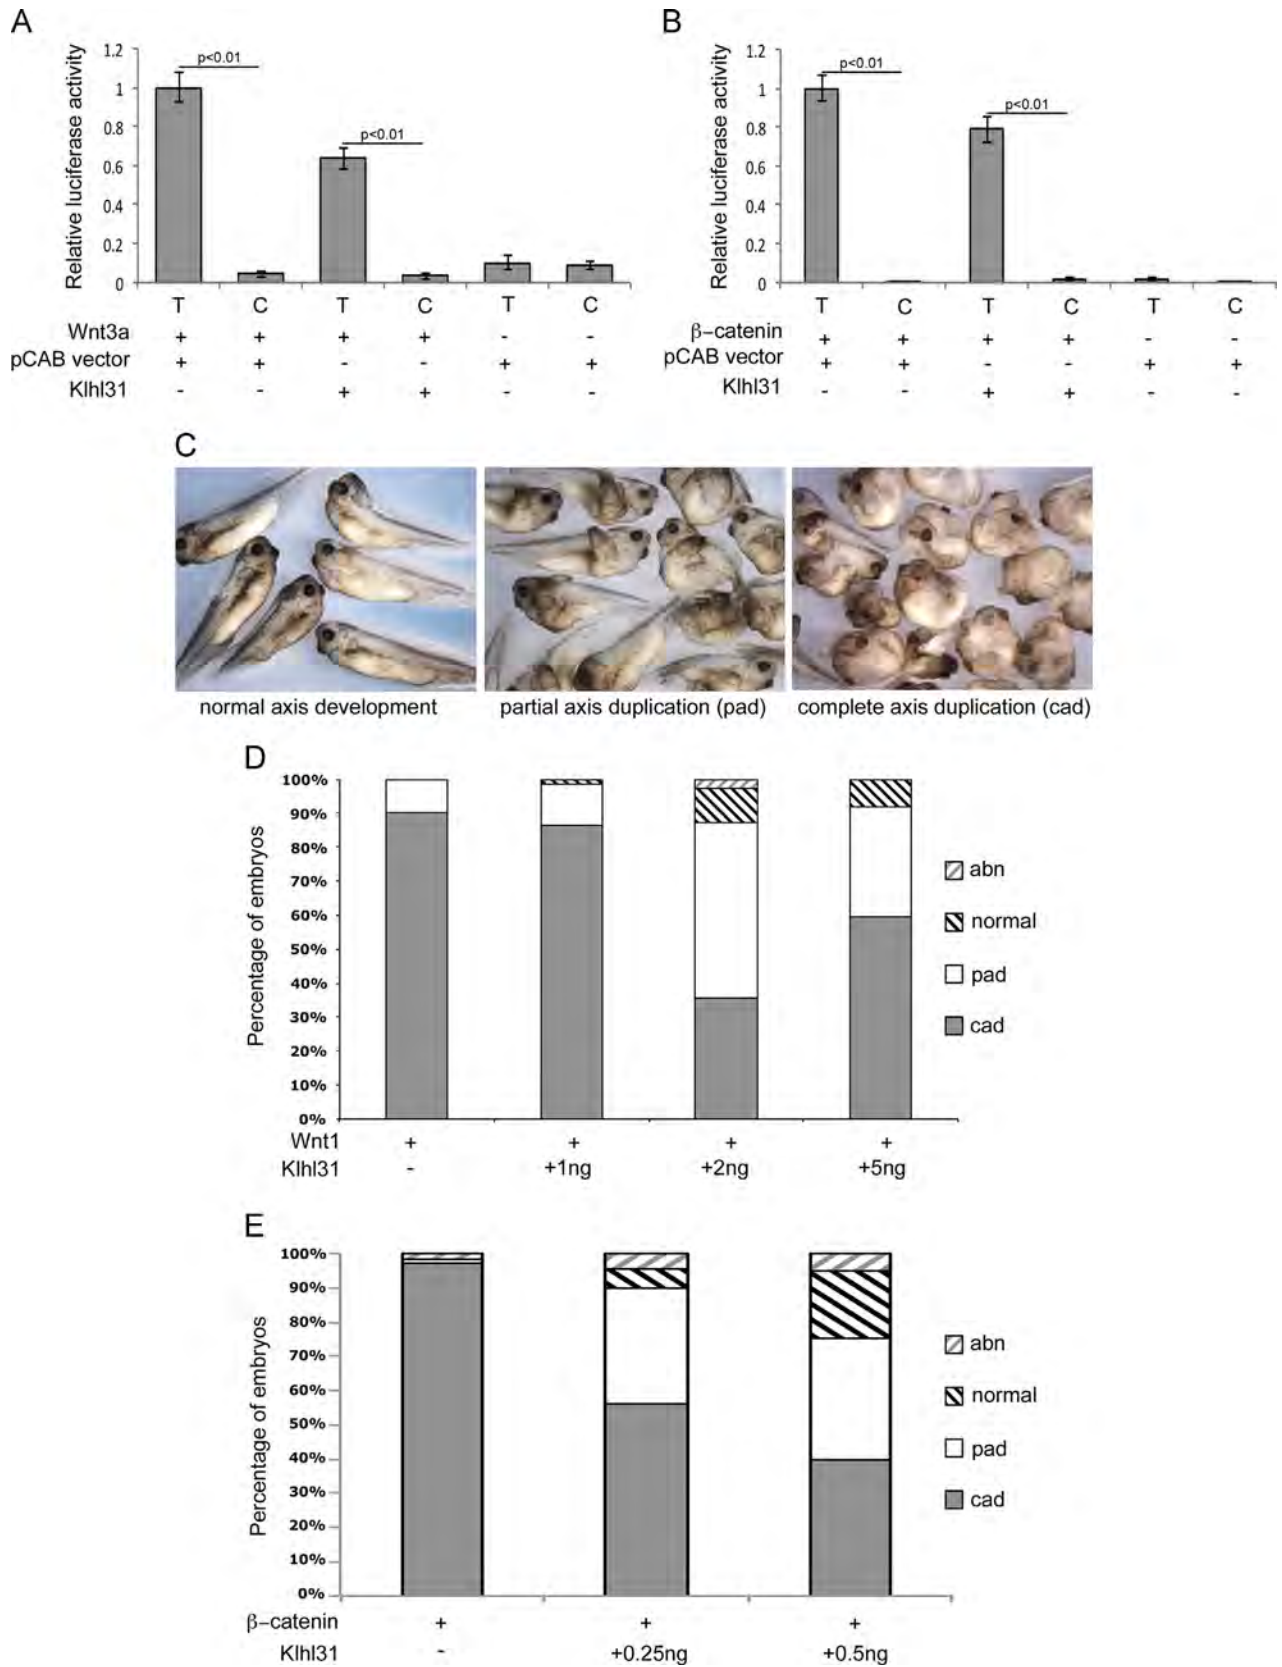 A
Relative luciferase activity
1.2
1
0.8
0.6
0.4
0.2
0
p<0.01
p<0.01
T C T C T C
Wnt3a + + + + - -
pCAB vector + + - - + +
Klhl31 - - + + - -
B
Relative luciferase activity
1.2
1
0.8
0.6
0.4
0.2
0
p<0.01
p<0.01
T C T C T C
β–catenin + + + + - -
pCAB vector + + - - + +
Klhl31 - - + + - -
C
normal axis development
partial axis duplication (pad)
complete axis duplication (cad)
D
Percentage of embryos
100%
90%
80%
70%
60%
50%
40%
30%
20%
10%
0%
abn
normal
pad
cad
Wnt1 + + + +
Klhl31 - +1ng +2ng +5ng
E
Percentage of embryos
100%
90%
80%
70%
60%
50%
40%
30%
20%
10%
0%
abn
normal
pad
cad
β–catenin + + +
Klhl31 - +0.25ng +0.5ng